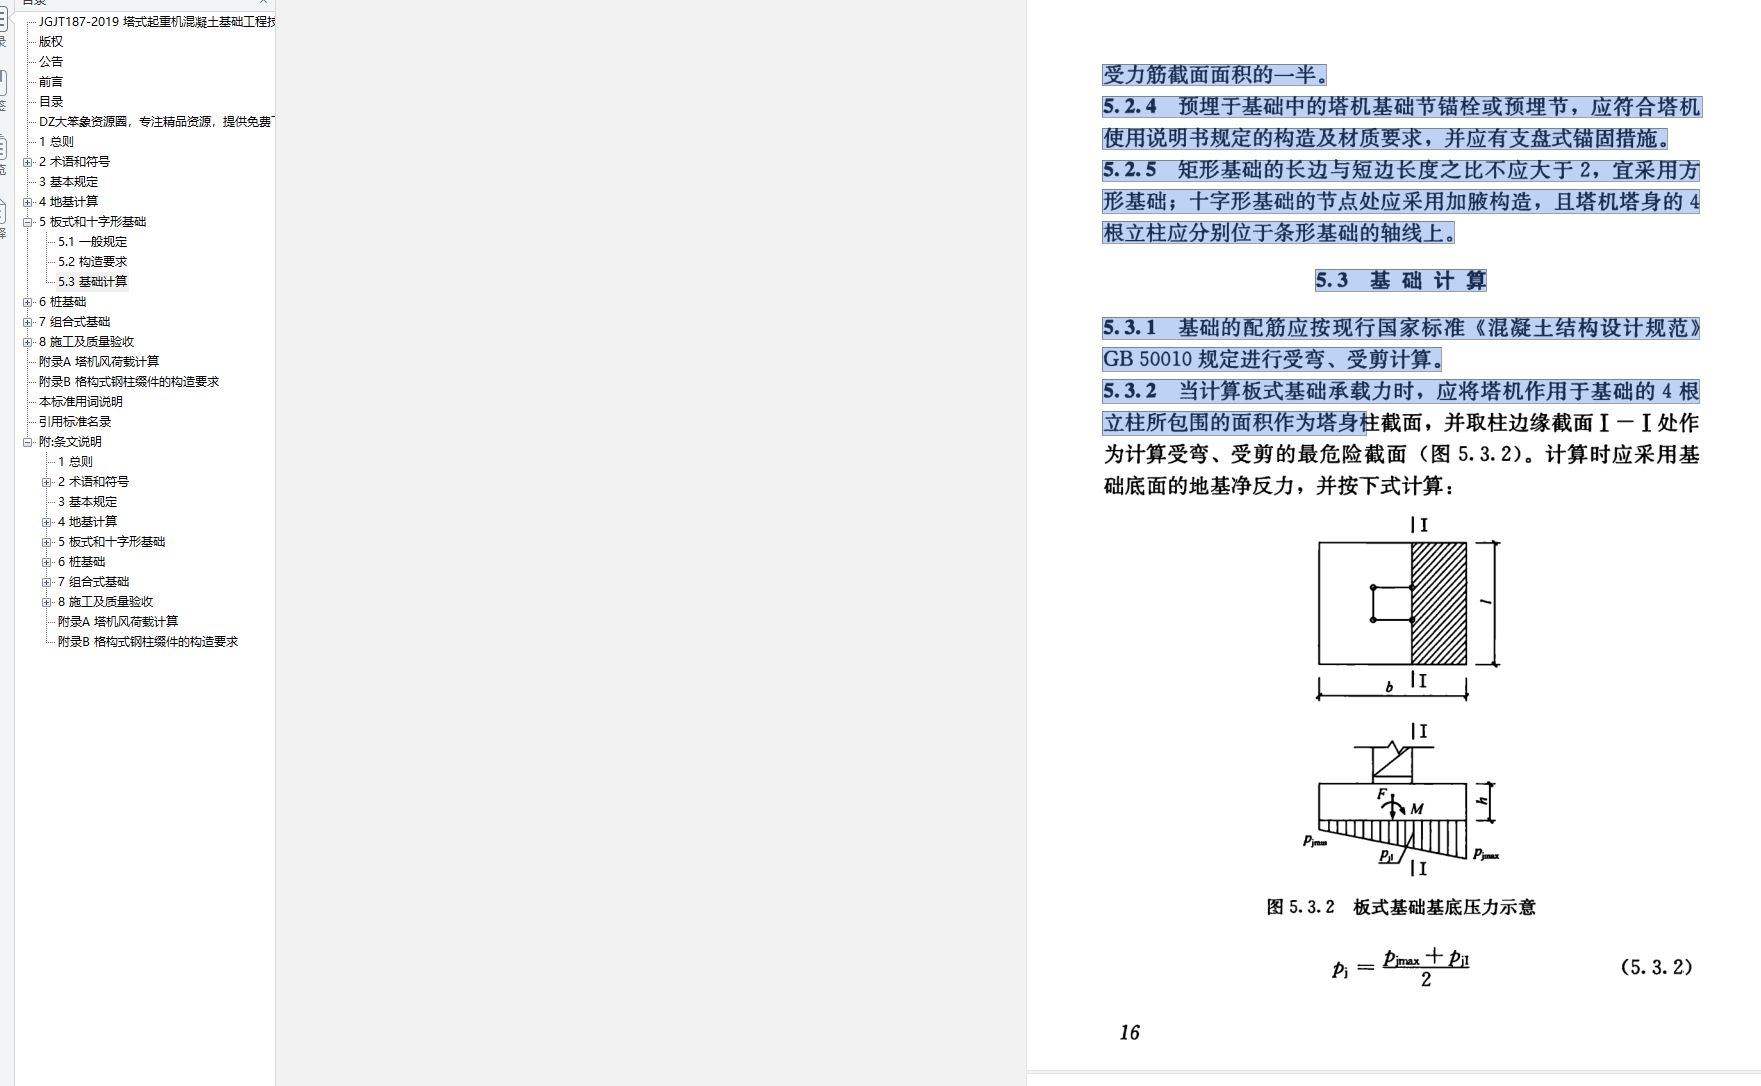 JGJT187-2019 塔式起重机混凝土基础工程技
版权
公告
前言
目录
DZ大笨象资源圈，专注精品资源，提供免费下
1 总则
2 术语和符号
3 基本规定
4 地基计算
5 板式和十字形基础
5.1 一般规定
5.2 构造要求
5.3 基础计算
6 桩基础
7 组合式基础
8 施工及质量验收
附录A 塔机风荷载计算
附录B 格构式钢柱缀件的构造要求
本标准用词说明
引用标准名录
附:条文说明
1 总则
2 术语和符号
3 基本规定
4 地基计算
5 板式和十字形基础
6 桩基础
7 组合式基础
8 施工及质量验收
附录A 塔机风荷载计算
附录B 格构式钢柱缀件的构造要求
受力筋截面面积的一半。
5.2.4 预埋于基础中的塔机基础节锚栓或预埋节，应符合塔机
使用说明书规定的构造及材质要求，并应有支盘式锚固措施。
5.2.5 矩形基础的长边与短边长度之比不应大于 2，宜采用方
形基础；十字形基础的节点处应采用加腋构造，且塔机塔身的 4
根立柱应分别位于条形基础的轴线上。
5.3 基 础 计 算
5.3.1 基础的配筋应按现行国家标准《混凝土结构设计规范》
GB 50010 规定进行受弯、受剪计算。
5.3.2 当计算板式基础承载力时，应将塔机作用于基础的 4 根
立柱所包围的面积作为塔身柱截面，并取柱边缘截面 I－I 处作
为计算受弯、受剪的最危险截面（图 5.3.2）。计算时应采用基
础底面的地基净反力，并按下式计算：
I
l
b I
I
F
M
h
pjmin
pjI
pjmax
I
图 5.3.2 板式基础基底压力示意
pj = (pjmax + pjI) / 2 (5.3.2)
16